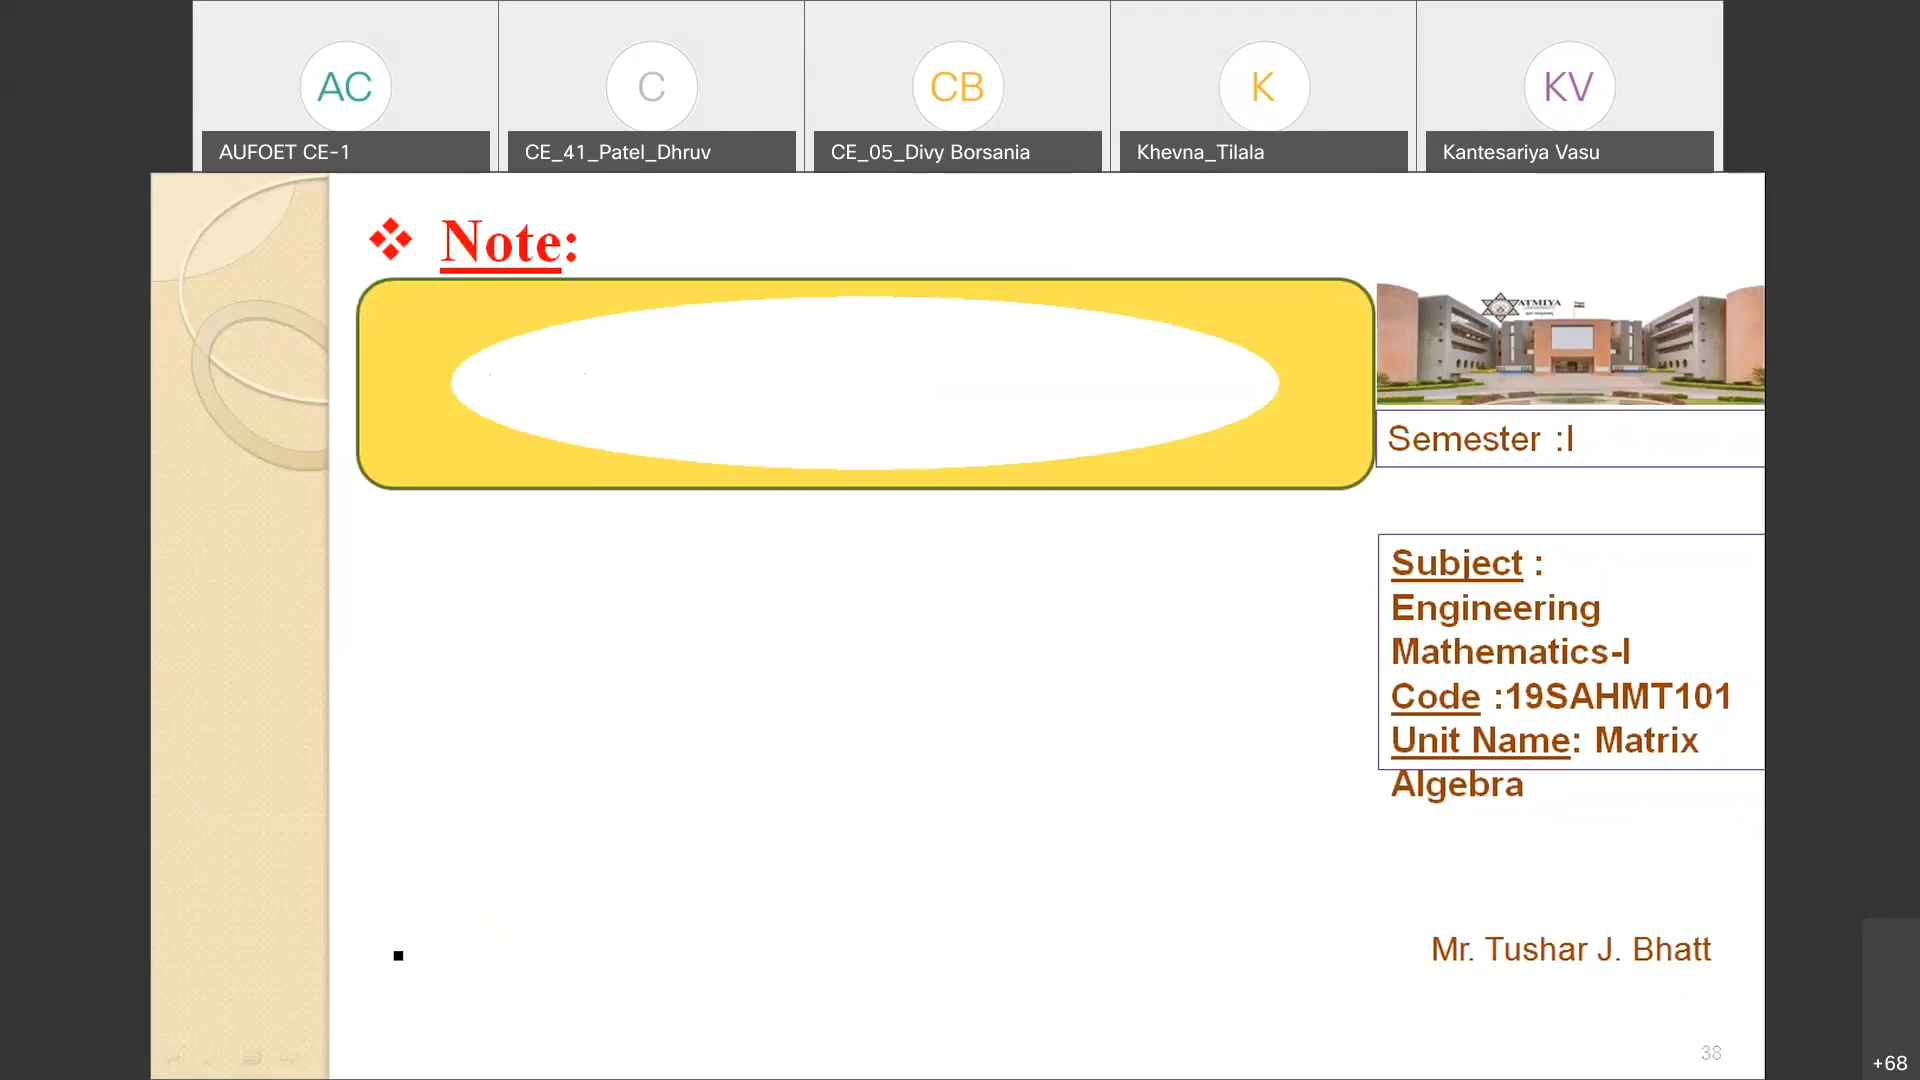 AC
C
CB
K
KV
AUFOET CE-1
CE_41_Patel_Dhruv
CE_05_Divy Borsania
Khevna_Tilala
Kantesariya Vasu
❖ Note:
ATMIYA
Semester :I
Subject :
Engineering
Mathematics-I
Code :19SAHMT101
Unit Name: Matrix
Algebra
▪
Mr. Tushar J. Bhatt
38
+68